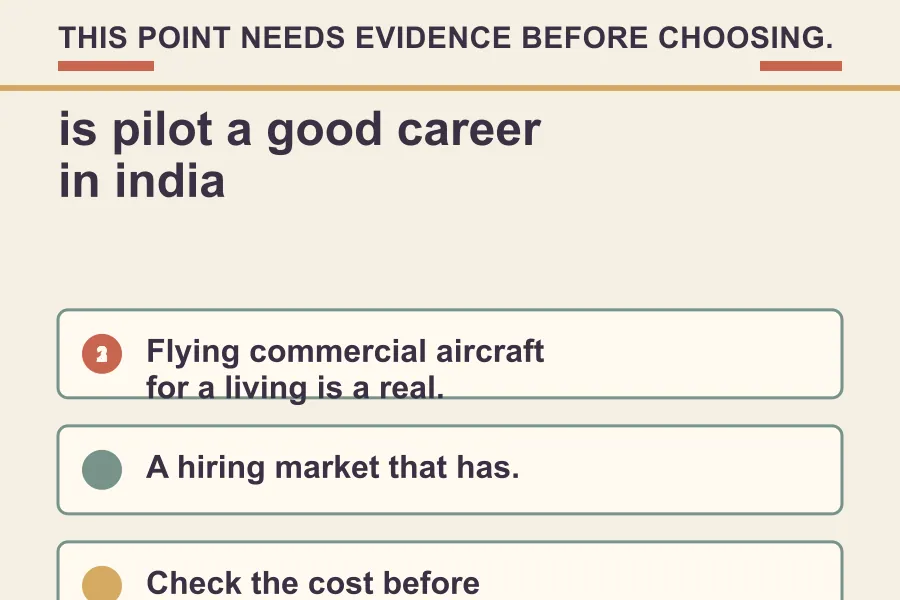 THIS POINT NEEDS EVIDENCE BEFORE CHOOSING.
is pilot a good career
in india
Flying commercial aircraft
for a living is a real.
A hiring market that has.
Check the cost before